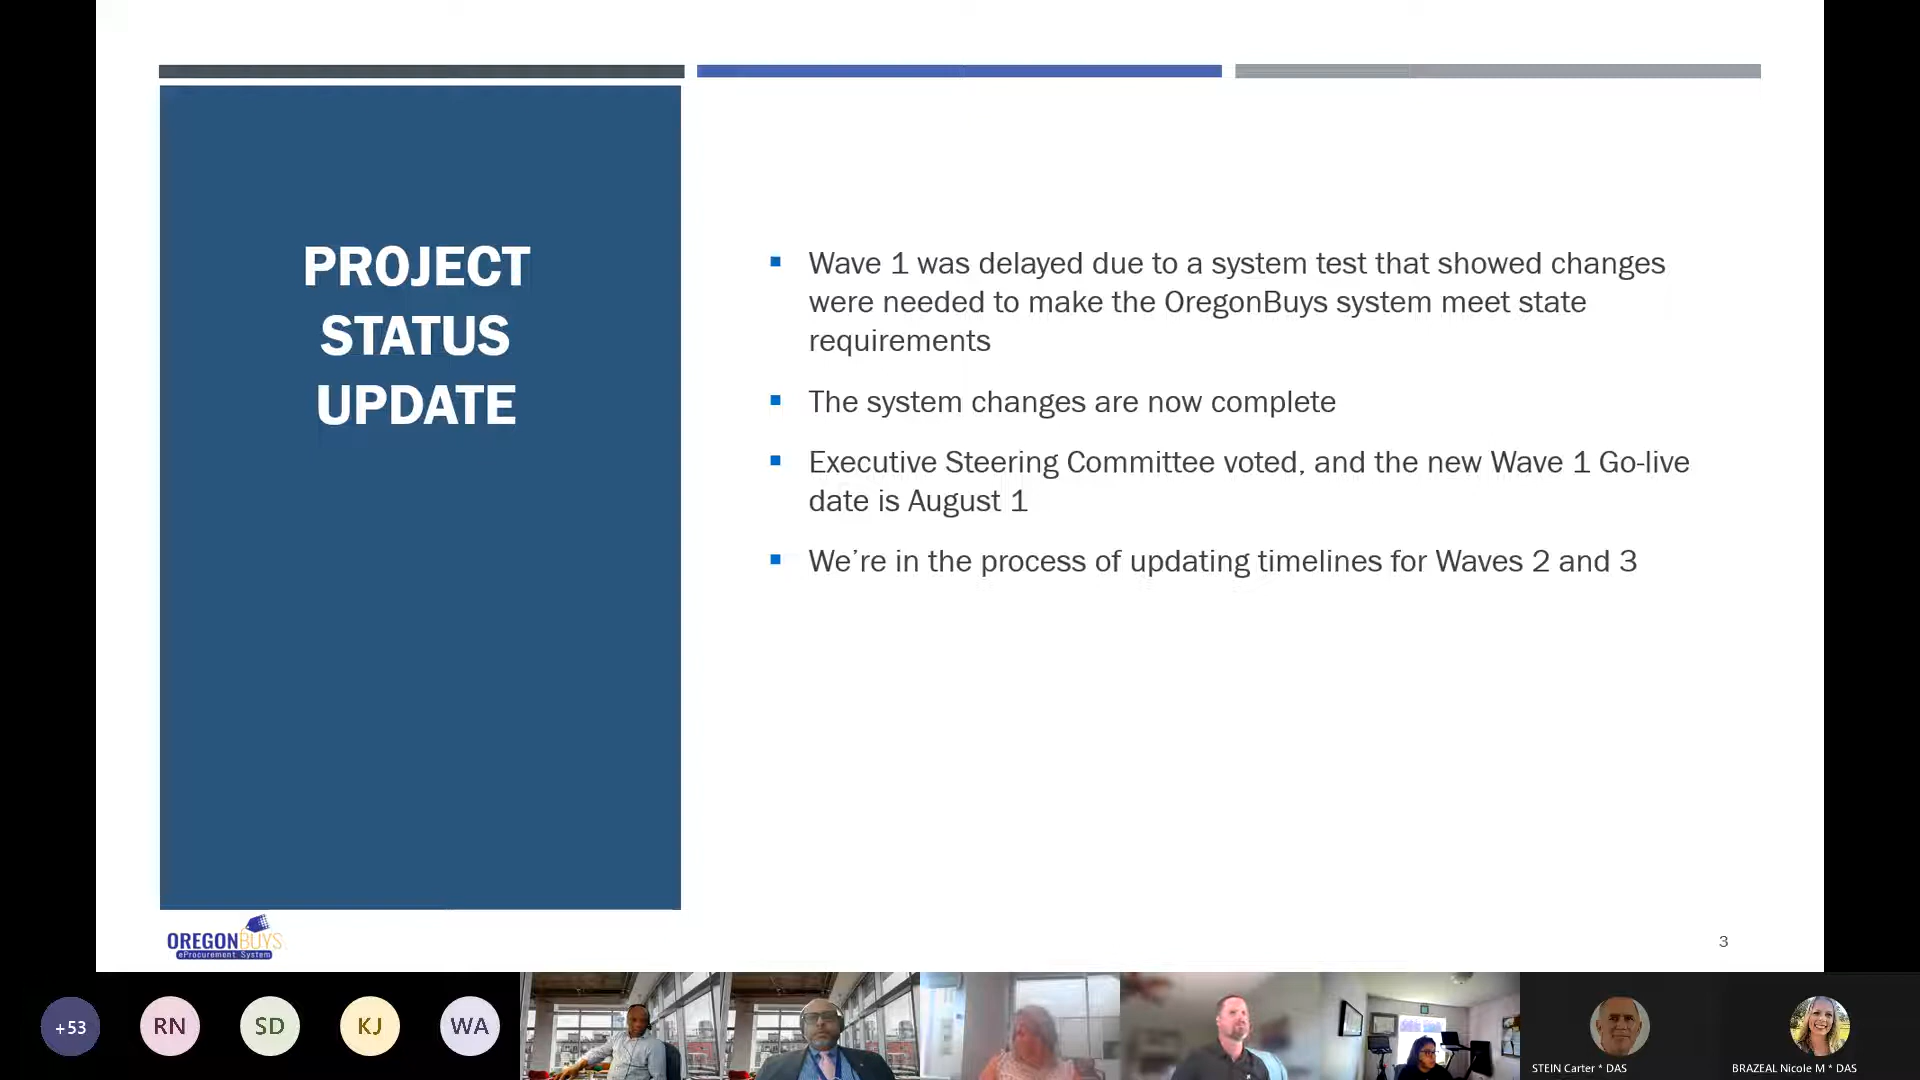 PROJECT
STATUS
UPDATE
Wave 1 was delayed due to a system test that showed changes
were needed to make the OregonBuys system meet state
requirements
The system changes are now complete
Executive Steering Committee voted, and the new Wave 1 Go-live
date is August 1
We're in the process of updating timelines for Waves 2 and 3
OREGONBUYS
eProcurement System
3
+53
RN
SD
KJ
WA
STEIN Carter * DAS
BRAZEAL Nicole M * DAS